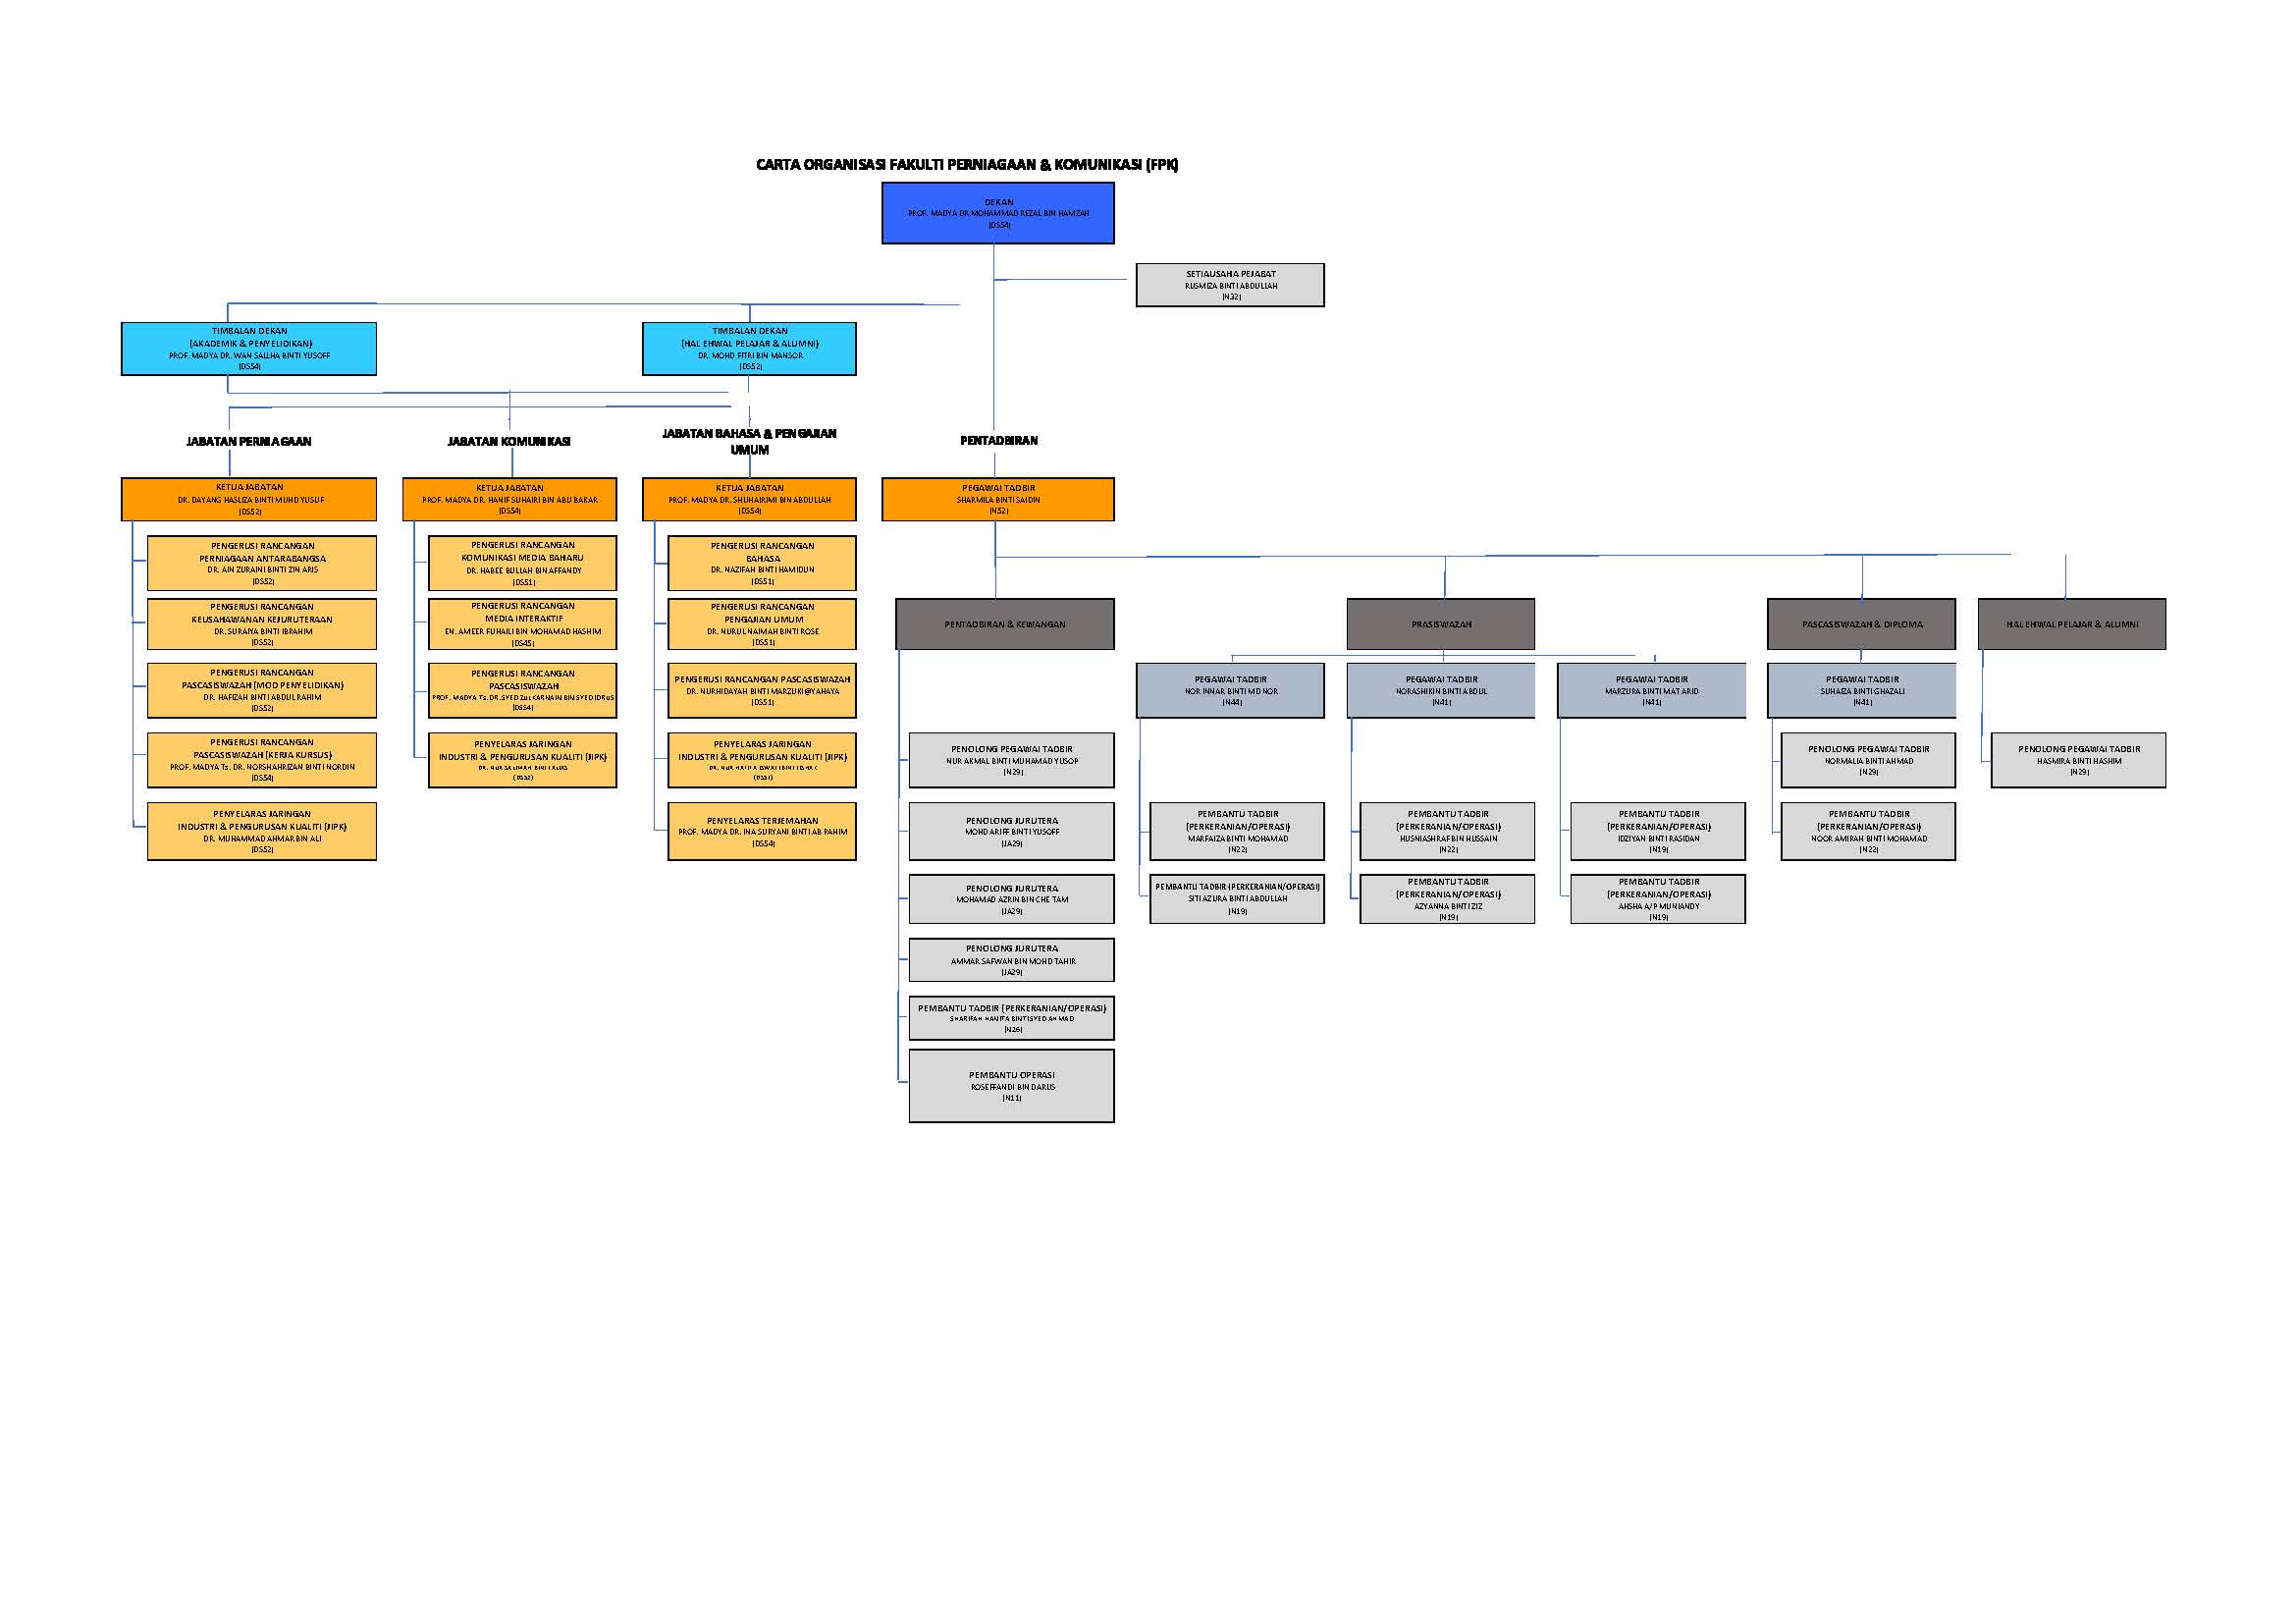 CARTA ORGANISASI FAKULTI PERNIAGAAN & KOMUNIKASI (FPK)
DEKAN
PROF. MADYA DR.MOHAMMAD REZAL BIN HAMZAH
(DS54)
SETIAUSAHA PEJABAT
RUSMIZA BINTI ABDULLAH
(N32)
TIMBALAN DEKAN
(AKADEMIK & PENYELIDIKAN)
PROF. MADYA DR. WAN SALLHA BINTI YUSOFF
(DS54)
TIMBALAN DEKAN
(HAL EHWAL PELAJAR & ALUMNI)
DR. MOHD FITRI BIN MANSOR
(DS52)
JABATAN PERNIAGAAN
KETUA JABATAN
DR. DAYANG HASLIZA BINTI MUHD YUSUF
(DS52)
PENGERUSI RANCANGAN
PERNIAGAAN ANTARABANGSA
DR. AIN ZURAINI BINTI ZIN ARIS
(DS52)
PENGERUSI RANCANGAN
KEUSAHAWANAN KEJURUTERAAN
DR. SURAIYA BINTI IBRAHIM
(DS52)
PENGERUSI RANCANGAN
PASCASISWAZAH (MOD PENYELIDIKAN)
DR. HAFIZAH BINTI ABDUL RAHIM
(DS52)
PENGERUSI RANCANGAN
PASCASISWAZAH (KERJA KURSUS)
PROF. MADYA Ts. DR. NORSHAHRIZAN BINTI NORDIN
(DS54)
PENYELARAS JARINGAN
INDUSTRI & PENGURUSAN KUALITI (JIPK)
DR. MUHAMMAD AHMAR BIN ALI
(DS52)
JABATAN KOMUNIKASI
KETUA JABATAN
PROF. MADYA DR. HANIF SUHAIRI BIN ABU BAKAR
(DS54)
PENGERUSI RANCANGAN
KOMUNIKASI MEDIA BAHARU
DR. HABEE BULLAH BIN AFFANDY
(DS51)
PENGERUSI RANCANGAN
MEDIA INTERAKTIF
EN. AMEER FUHAILI BIN MOHAMAD HASHIM
(DS45)
PENGERUSI RANCANGAN
PASCASISWAZAH
PROF. MADYA Ts. DR. SYED ZULKARNAIN BIN SYED IDRUS
(DS54)
PENYELARAS JARINGAN
INDUSTRI & PENGURUSAN KUALITI (JIPK)
(DS52)
JABATAN BAHASA & PENGAJIAN
UMUM
KETUA JABATAN
PROF. MADYA DR. SHUHAIRIMI BIN ABDULLAH
(DS54)
PENGERUSI RANCANGAN
BAHASA
DR. NAZIFAH BINTI HAMIDUN
(DS51)
PENGERUSI RANCANGAN
PENGAJIAN UMUM
DR. NURUL NAIMAH BINTI ROSE
(DS51)
PENGERUSI RANCANGAN PASCASISWAZAH
DR. NURHIDAYAH BINTI MARZUKI@YAHAYA
(DS51)
PENYELARAS JARINGAN
INDUSTRI & PENGURUSAN KUALITI (JIPK)
(DS51)
PENYELARAS TERJEMAHAN
PROF. MADYA DR. INA SURYANI BINTI AB RAHIM
(DS54)
PENTADBIRAN
PEGAWAI TADBIR
SHARMILA BINTI SAIDIN
(N52)
PENTADBIRAN & KEWANGAN
PENOLONG PEGAWAI TADBIR
NUR AKMAL BINTI MUHAMAD YUSOP
(N29)
PENOLONG JURUTERA
MOHD ARIFF BINTI YUSOFF
(JA29)
PENOLONG JURUTERA
MOHAMAD AZRIN BIN CHE TAM
(JA29)
PENOLONG JURUTERA
AMMAR SAFWAN BIN MOHD TAHIR
(JA29)
PEMBANTU TADBIR (PERKERANIAN/OPERASI)
SHARIFAH HANITA BINTI SYED AHMAD
(N26)
PEMBANTU OPERASI
ROSEFFANDI BIN DARUS
(N11)
PRASISWAZAH
PEGAWAI TADBIR
NOR INNAR BINTI MD NOR
(N44)
PEMBANTU TADBIR
(PERKERANIAN/OPERASI)
MARFAIZA BINTI MOHAMAD
(N22)
PEMBANTU TADBIR (PERKERANIAN/OPERASI)
SITI AZURA BINTI ABDULLAH
(N19)
PEGAWAI TADBIR
NORASHIKIN BINTI ABDUL
(N41)
PEMBANTU TADBIR
(PERKERANIAN/OPERASI)
HUSNIASHRAF BIN HUSSAIN
(N22)
PEMBANTU TADBIR
(PERKERANIAN/OPERASI)
AZYANNA BINTI ZIZ
(N19)
PEGAWAI TADBIR
MARZURA BINTI MAT ARID
(N41)
PEMBANTU TADBIR
(PERKERANIAN/OPERASI)
IDZIYAN BINTI RASIDAN
(N19)
PEMBANTU TADBIR
(PERKERANIAN/OPERASI)
AHSHA A/P MUNIANDY
(N19)
PASCASISWAZAH & DIPLOMA
PEGAWAI TADBIR
SUHAIZA BINTI GHAZALI
(N41)
PENOLONG PEGAWAI TADBIR
NORMALIA BINTI AHMAD
(N29)
PEMBANTU TADBIR
(PERKERANIAN/OPERASI)
NOOR AMIRAH BINTI MOHAMAD
(N22)
HAL EHWAL PELAJAR & ALUMNI
PENOLONG PEGAWAI TADBIR
HASMIRA BINTI HASHIM
(N29)